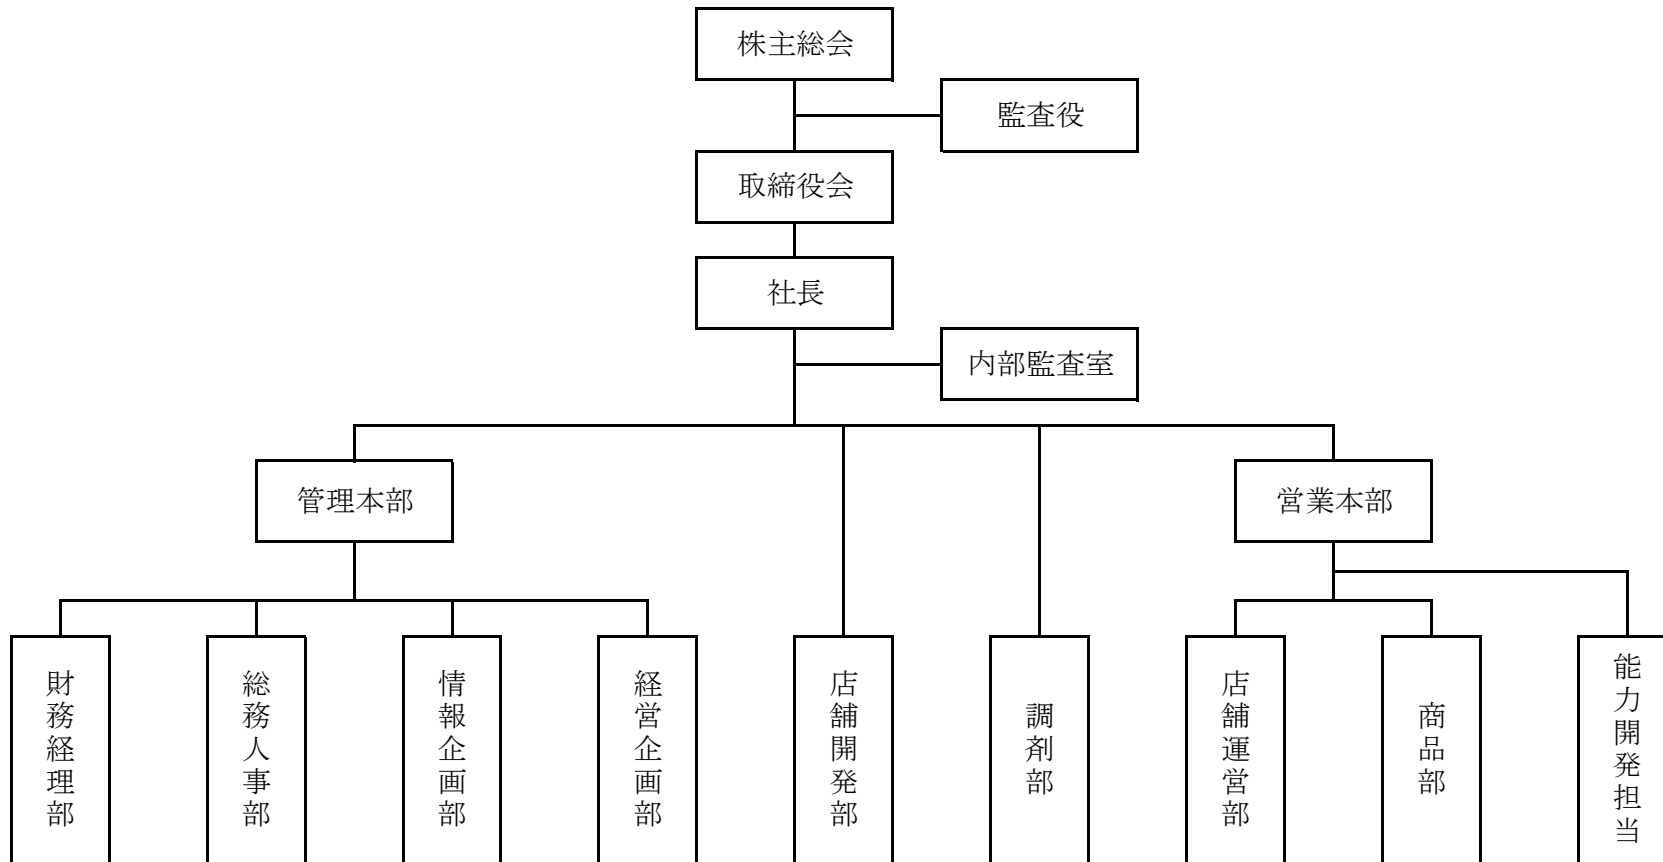 株主総会
監査役
取締役会
社長
内部監査室
管理本部
営業本部
財務経理部
総務人事部
情報企画部
経営企画部
店舗開発部
調剤部
店舗運営部
商品部
能力開発担当